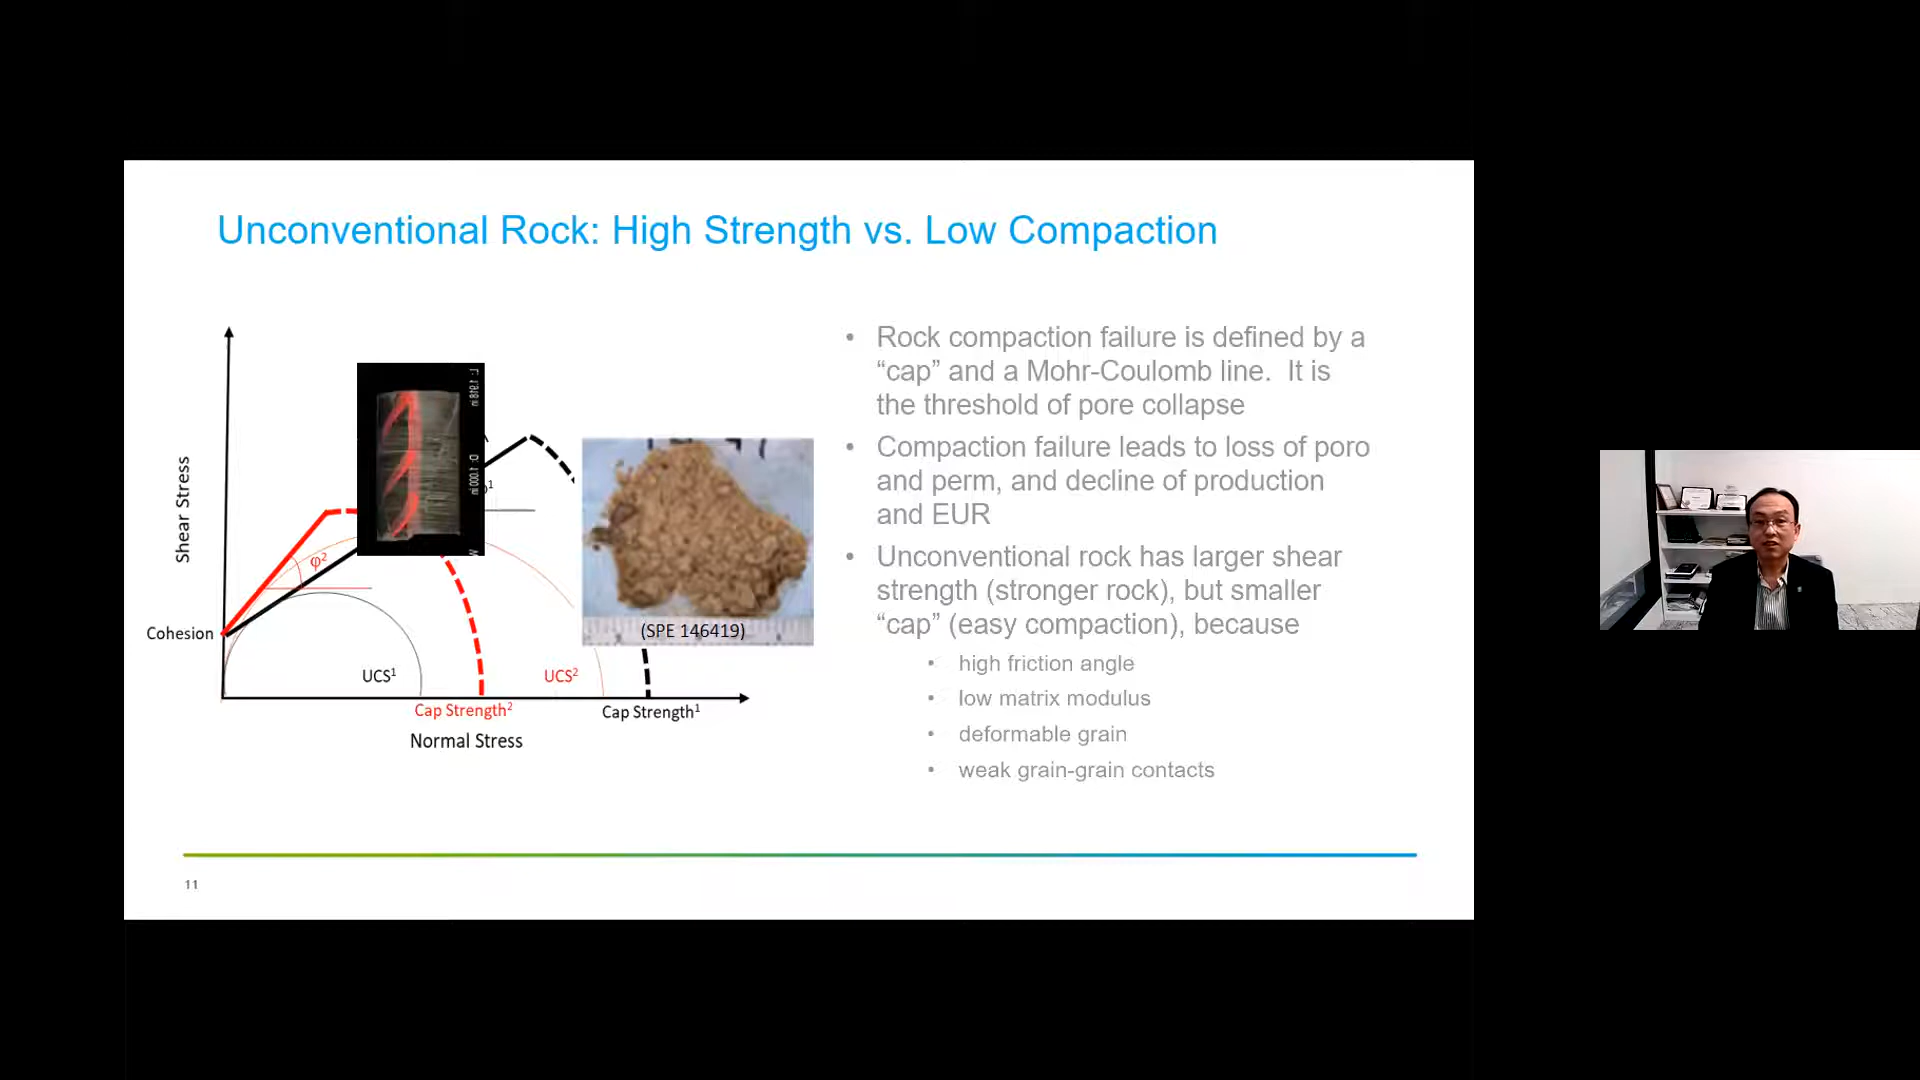 Unconventional Rock: High Strength vs. Low Compaction
Shear Stress
Cohesion
φ²
UCS¹
UCS²
Cap Strength²
Cap Strength¹
Normal Stress
(SPE 146419)
• Rock compaction failure is defined by a
“cap” and a Mohr-Coulomb line. It is
the threshold of pore collapse
• Compaction failure leads to loss of poro
and perm, and decline of production
and EUR
• Unconventional rock has larger shear
strength (stronger rock), but smaller
“cap” (easy compaction), because
• high friction angle
• low matrix modulus
• deformable grain
• weak grain-grain contacts
11